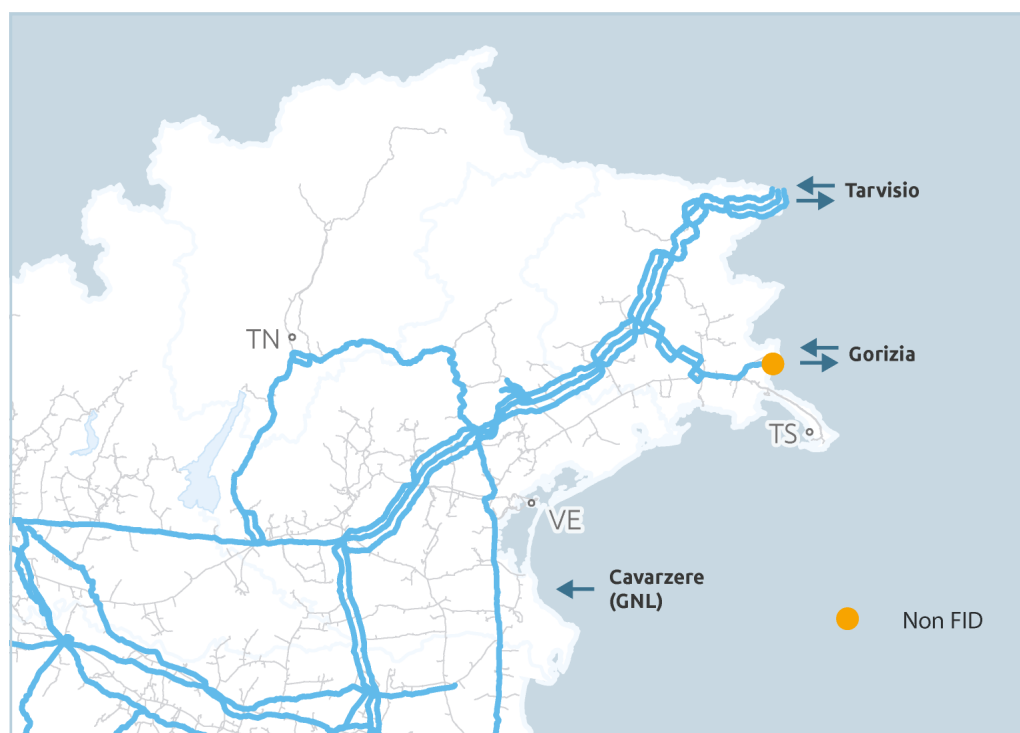 Tarvisio
TN
Gorizia
TS
VE
Cavarzere
(GNL)
Non FID